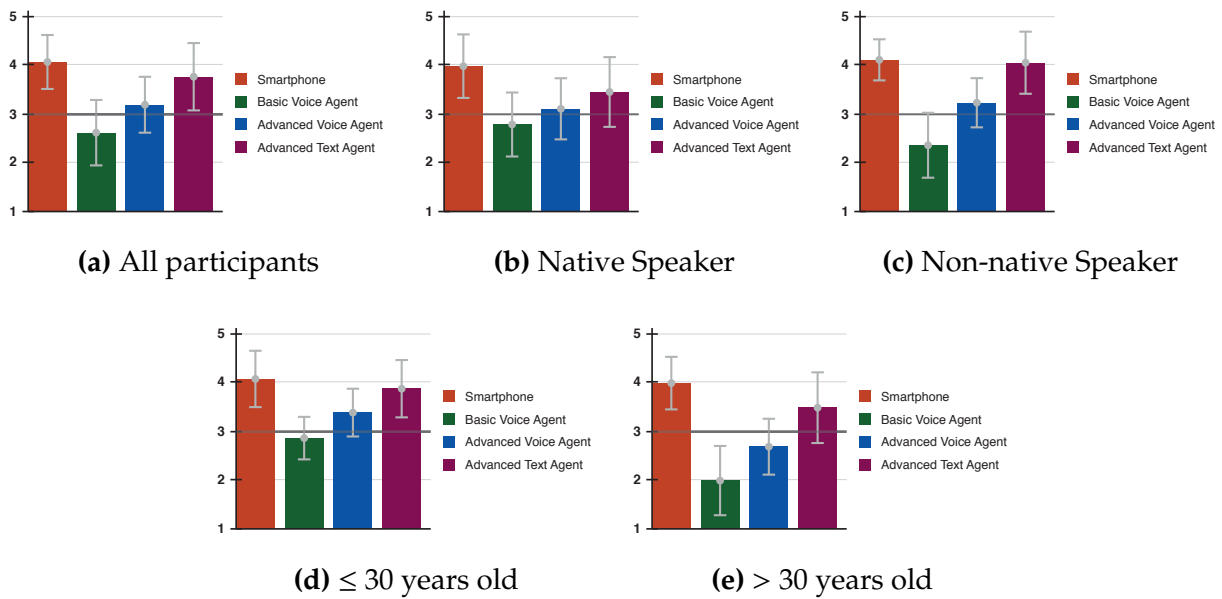 5
4
3
2
1
Smartphone
Basic Voice Agent
Advanced Voice Agent
Advanced Text Agent
(a) All participants
5
4
3
2
1
Smartphone
Basic Voice Agent
Advanced Voice Agent
Advanced Text Agent
(b) Native Speaker
5
4
3
2
1
Smartphone
Basic Voice Agent
Advanced Voice Agent
Advanced Text Agent
(c) Non-native Speaker
5
4
3
2
1
Smartphone
Basic Voice Agent
Advanced Voice Agent
Advanced Text Agent
(d) ≤ 30 years old
5
4
3
2
1
Smartphone
Basic Voice Agent
Advanced Voice Agent
Advanced Text Agent
(e) > 30 years old